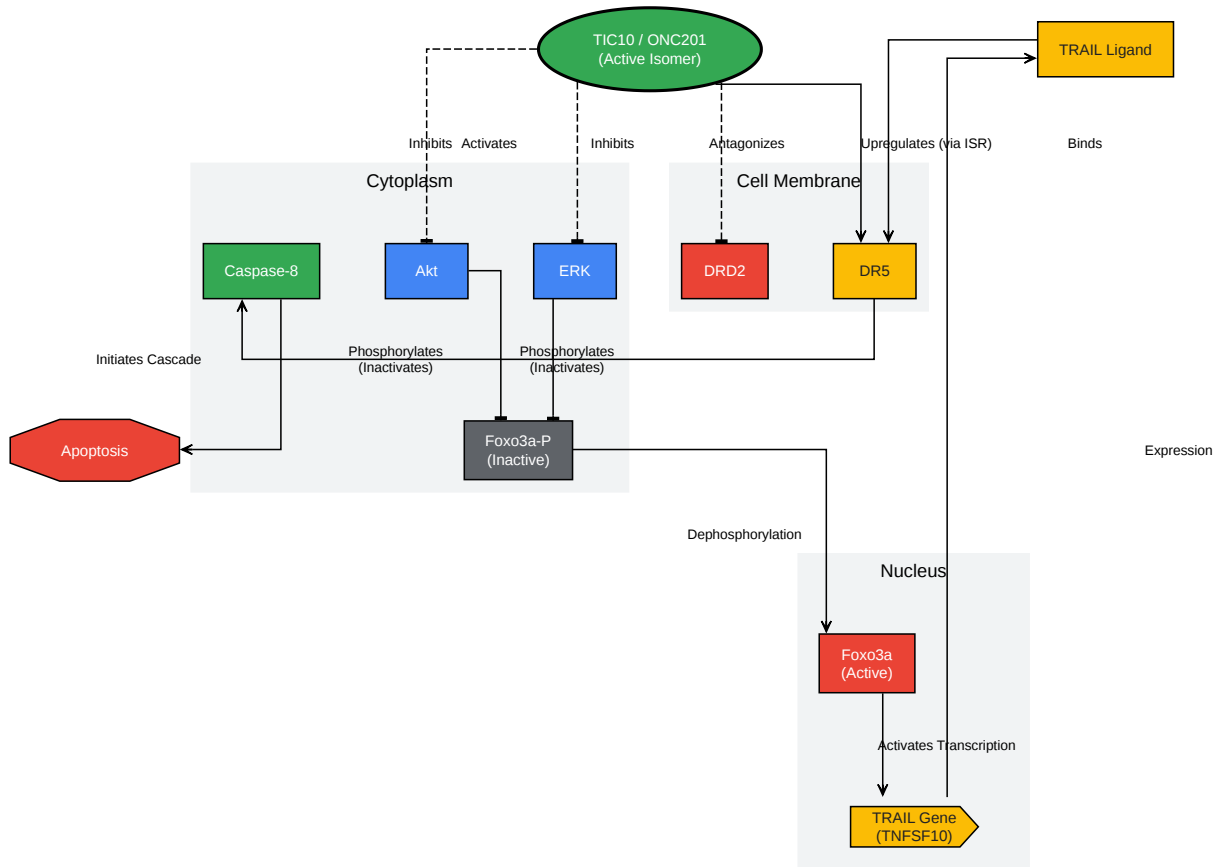 TIC10 / ONC201
(Active Isomer)
TRAIL Ligand
Inhibits
Activates
Inhibits
Antagonizes
Upregulates (via ISR)
Binds
Cytoplasm
Cell Membrane
Caspase-8
Akt
ERK
DRD2
DR5
Initiates Cascade
Phosphorylates
(Inactivates)
Phosphorylates
(Inactivates)
Apoptosis
Foxo3a-P
(Inactive)
Expression
Dephosphorylation
Nucleus
Foxo3a
(Active)
Activates Transcription
TRAIL Gene
(TNFSF10)